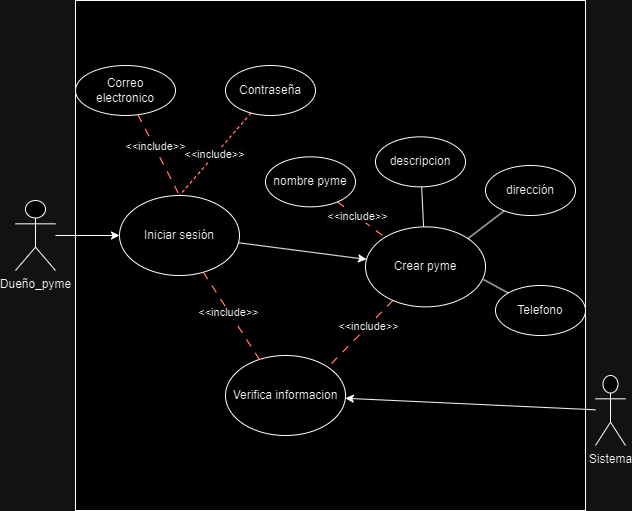 Correo
electronico
Contraseña
<<include>>
<<include>>
descripcion
nombre pyme
dirección
<<include>>
Iniciar sesión
Crear pyme
Dueño_pyme
Telefono
<<include>>
<<include>>
Verifica informacion
Sistema